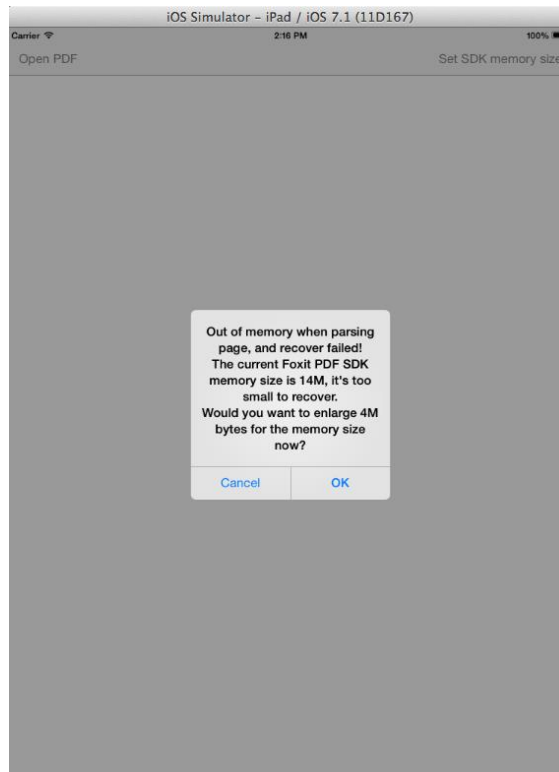 iOS Simulator – iPad / iOS 7.1 (11D167)
Carrier 2:16 PM 100%
Open PDF Set SDK memory size
Out of memory when parsing
page, and recover failed!
The current Foxit PDF SDK
memory size is 14M, it's too
small to recover.
Would you want to enlarge 4M
bytes for the memory size
now?
Cancel OK